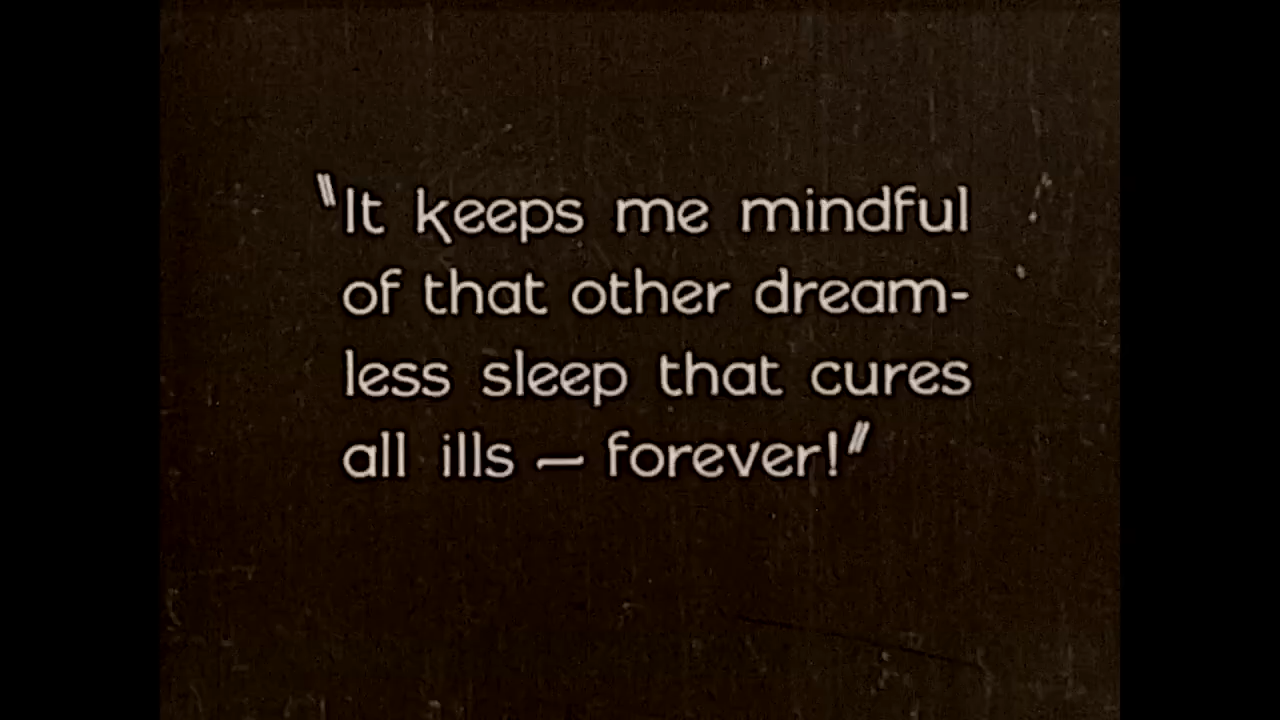 "It keeps me mindful
of that other dream-
less sleep that cures
all ills — forever!"